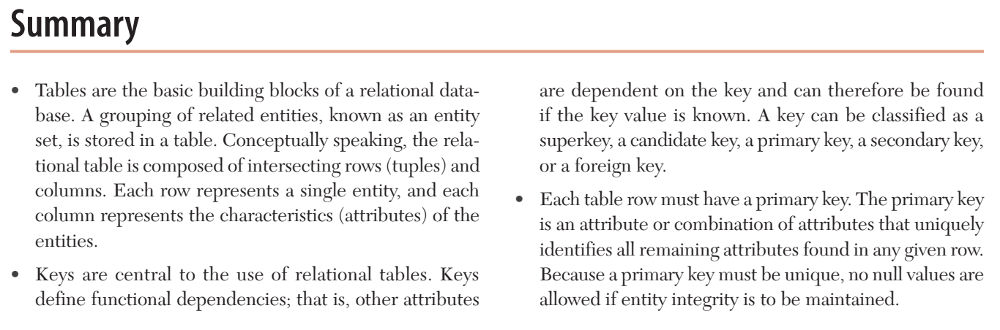 Summary
• Tables are the basic building blocks of a relational data-
base. A grouping of related entities, known as an entity
set, is stored in a table. Conceptually speaking, the rela-
tional table is composed of intersecting rows (tuples) and
columns. Each row represents a single entity, and each
column represents the characteristics (attributes) of the
entities.
• Keys are central to the use of relational tables. Keys
define functional dependencies; that is, other attributes
are dependent on the key and can therefore be found
if the key value is known. A key can be classified as a
superkey, a candidate key, a primary key, a secondary key,
or a foreign key.
• Each table row must have a primary key. The primary key
is an attribute or combination of attributes that uniquely
identifies all remaining attributes found in any given row.
Because a primary key must be unique, no null values are
allowed if entity integrity is to be maintained.